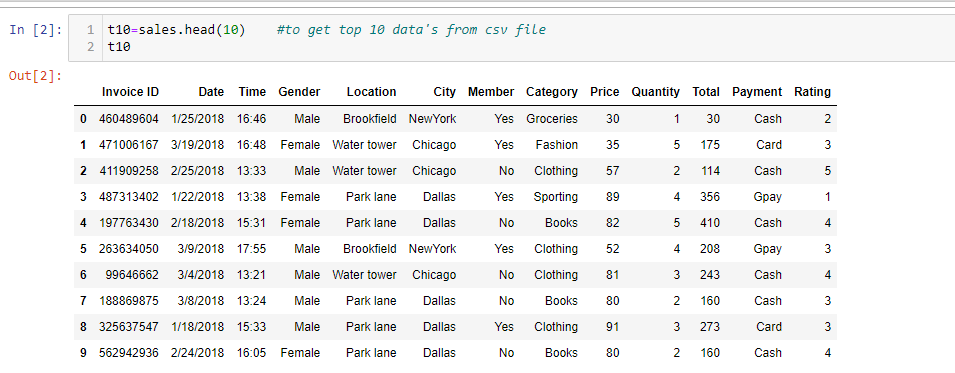 In [2]: 1 t10=sales.head(10) #to get top 10 data's from csv file
2 t10
Out[2]:
Invoice ID Date Time Gender Location City Member Category Price Quantity Total Payment Rating
0 460489604 1/25/2018 16:46 Male Brookfield NewYork Yes Groceries 30 1 30 Cash 2
1 471006167 3/19/2018 16:48 Female Water tower Chicago Yes Fashion 35 5 175 Card 3
2 411909258 2/25/2018 13:33 Male Water tower Chicago No Clothing 57 2 114 Cash 5
3 487313402 1/22/2018 13:38 Female Park lane Dallas Yes Sporting 89 4 356 Gpay 1
4 197763430 2/18/2018 15:31 Female Park lane Dallas No Books 82 5 410 Cash 4
5 263634050 3/9/2018 17:55 Male Brookfield NewYork Yes Clothing 52 4 208 Gpay 3
6 99646662 3/4/2018 13:21 Male Water tower Chicago No Clothing 81 3 243 Cash 4
7 188869875 3/8/2018 13:24 Male Park lane Dallas No Books 80 2 160 Cash 3
8 325637547 1/18/2018 15:33 Male Park lane Dallas Yes Clothing 91 3 273 Card 3
9 562942936 2/24/2018 16:05 Female Park lane Dallas No Books 80 2 160 Cash 4